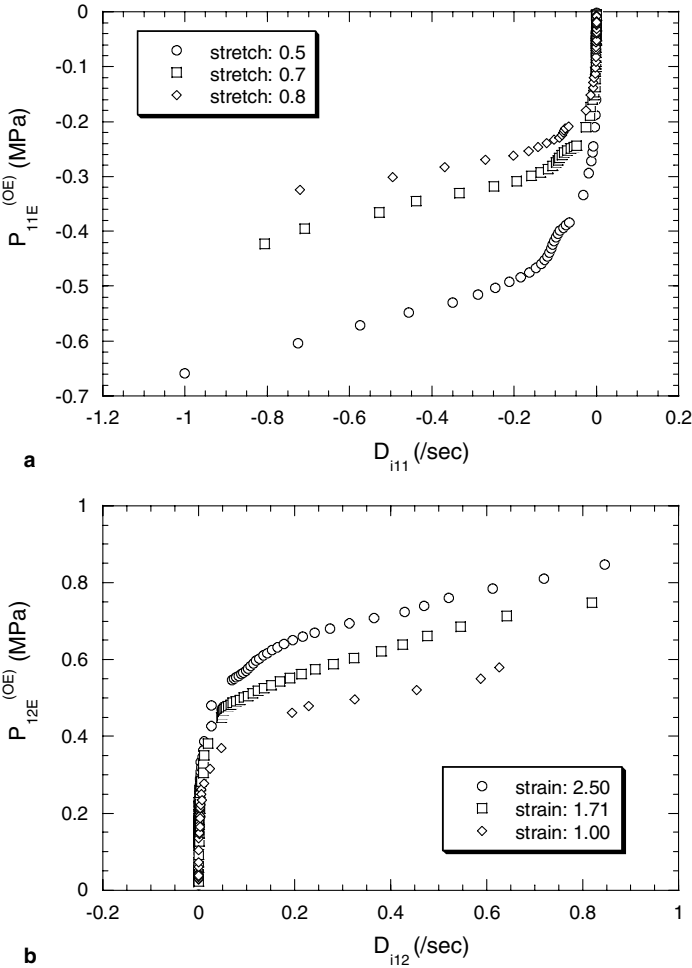 0
-0.1
-0.2
-0.3
-0.4
-0.5
-0.6
-0.7
P11E(OE) (MPa)
stretch: 0.5
stretch: 0.7
stretch: 0.8
-1.2 -1 -0.8 -0.6 -0.4 -0.2 0 0.2
Di11 (/sec)
a
1
0.8
0.6
0.4
0.2
0
P12E(OE) (MPa)
strain: 2.50
strain: 1.71
strain: 1.00
-0.2 0 0.2 0.4 0.6 0.8 1
Di12 (/sec)
b